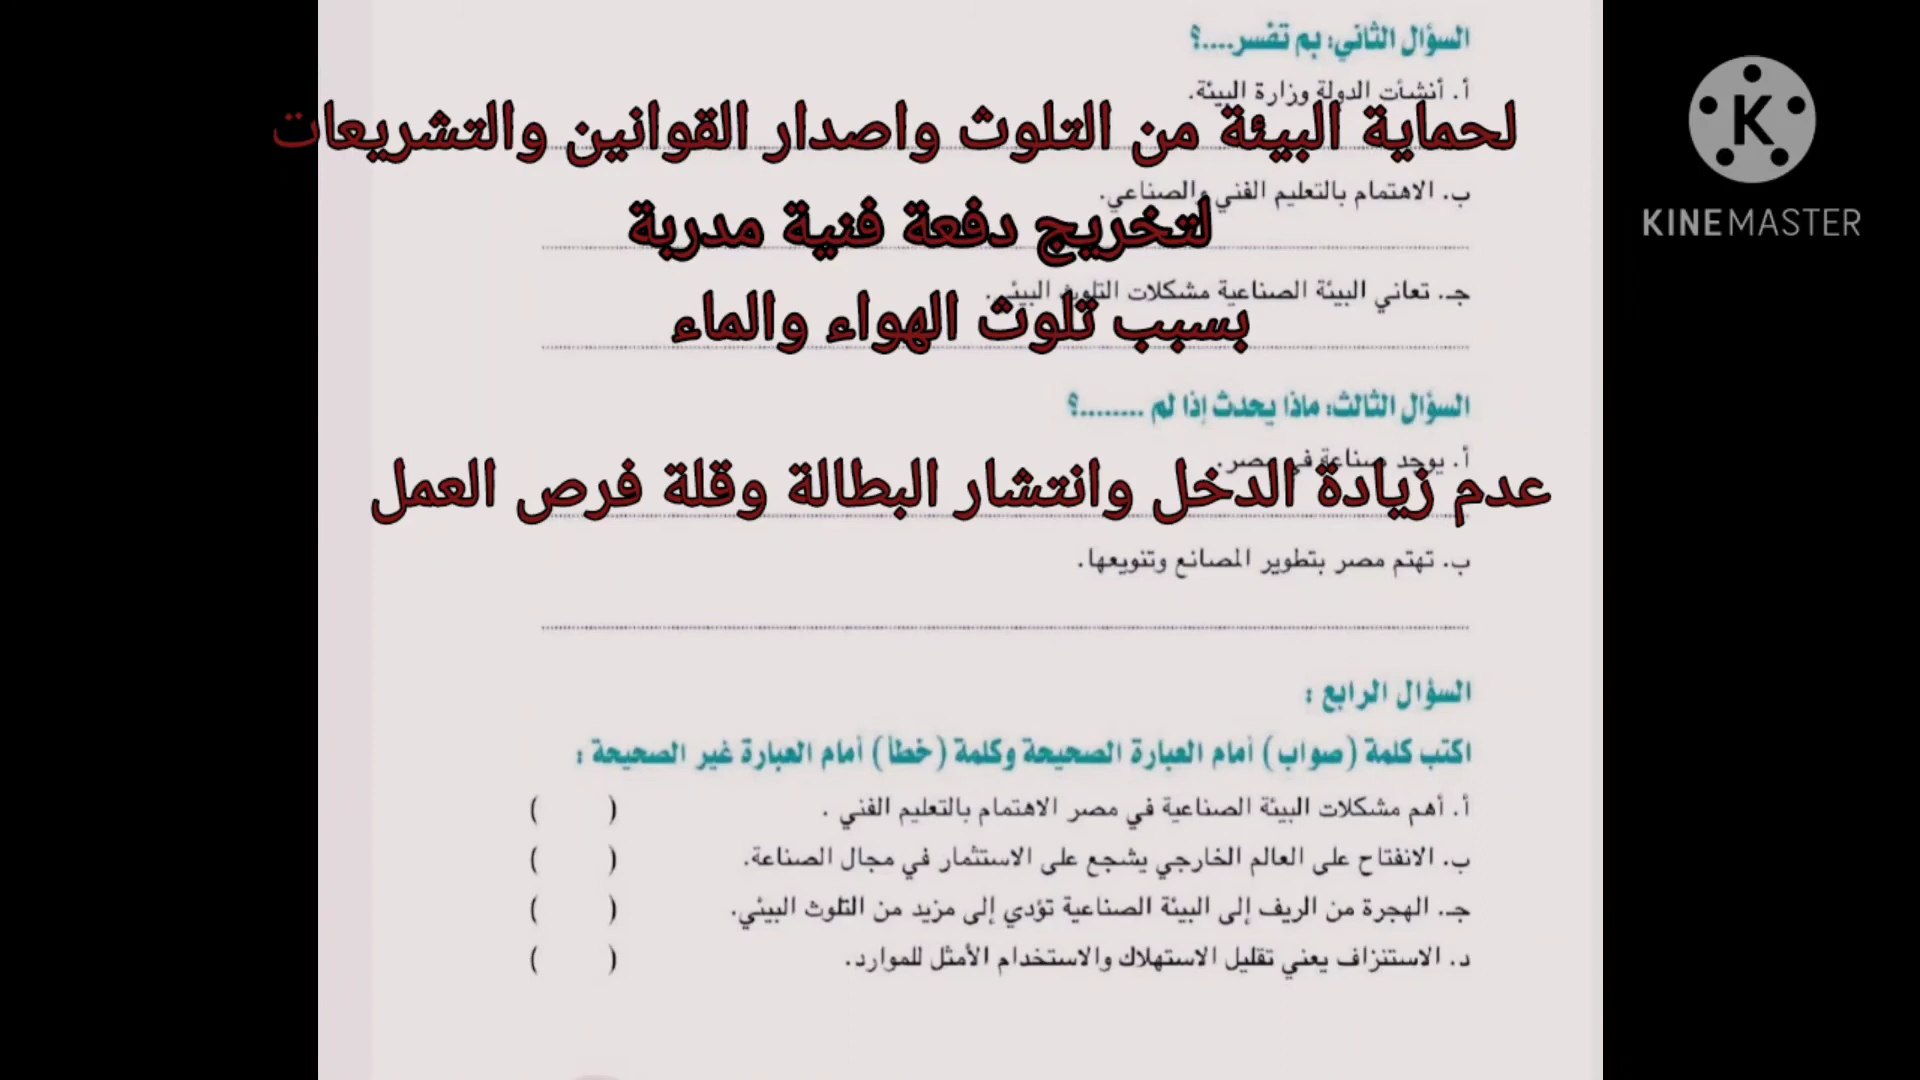 السؤال الثاني: بم تفسر....؟
أ. أنشأت الدولة وزارة البيئة.
لحماية البيئة من التلوث واصدار القوانين والتشريعات
ب. الاهتمام بالتعليم الفني والصناعي.
لتخريج دفعة فنية مدربة
جـ. تعاني البيئة الصناعية مشكلات التلوث البيئي.
بسبب تلوث الهواء والماء
السؤال الثالث: ماذا يحدث إذا لم ........؟
أ. يوجد صناعة في مصر.
عدم زيادة الدخل وانتشار البطالة وقلة فرص العمل
ب. تهتم مصر بتطوير المصانع وتنويعها.
السؤال الرابع :
اكتب كلمة (صواب) أمام العبارة الصحيحة وكلمة (خطأ) أمام العبارة غير الصحيحة :
أ. أهم مشكلات البيئة الصناعية في مصر الاهتمام بالتعليم الفني . ( )
ب. الانفتاح على العالم الخارجي يشجع على الاستثمار في مجال الصناعة. ( )
جـ. الهجرة من الريف إلى البيئة الصناعية تؤدي إلى مزيد من التلوث البيئي. ( )
د. الاستنزاف يعني تقليل الاستهلاك والاستخدام الأمثل للموارد. ( )
K
KINEMASTER